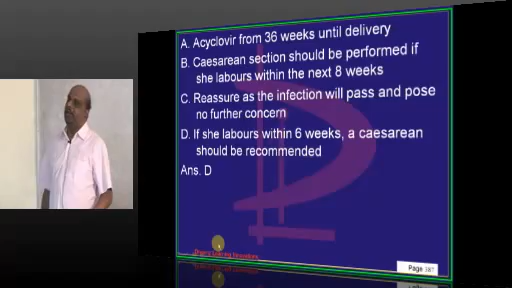 A. Acyclovir from 36 weeks until delivery
B. Caesarean section should be performed if
she labours within the next 8 weeks
C. Reassure as the infection will pass and pose
no further concern
D. If she labours within 6 weeks, a caesarean
should be recommended
Ans. D
Page 387